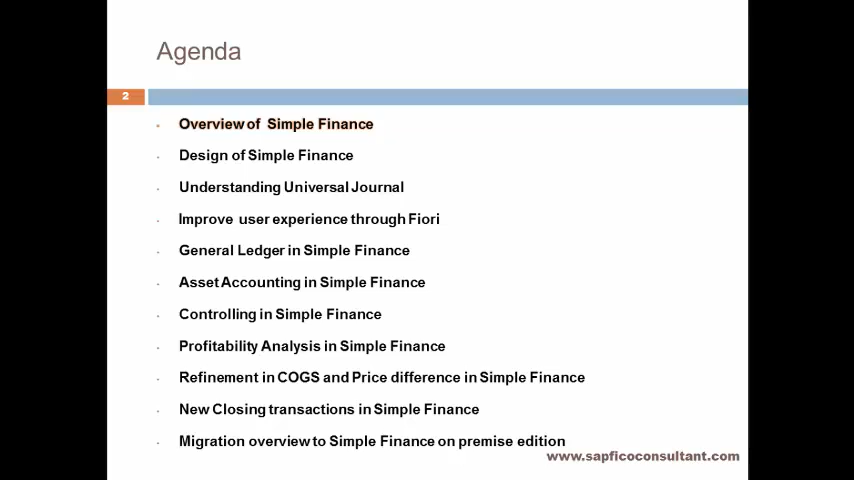 Agenda
2
Overview of Simple Finance
Design of Simple Finance
Understanding Universal Journal
Improve user experience through Fiori
General Ledger in Simple Finance
Asset Accounting in Simple Finance
Controlling in Simple Finance
Profitability Analysis in Simple Finance
Refinement in COGS and Price difference in Simple Finance
New Closing transactions in Simple Finance
Migration overview to Simple Finance on premise edition
www.sapficoconsultant.com